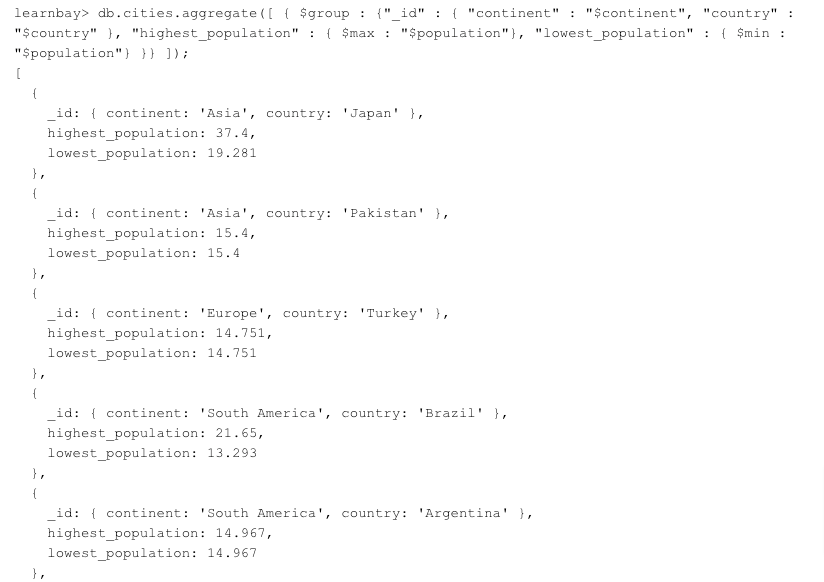 learnbay> db.cities.aggregate([ { $group : {"_id" : { "continent" : "$continent", "country" :
"$country" }, "highest_population" : { $max : "$population"}, "lowest_population" : { $min :
"$population"} }} ]);
[
  {
    _id: { continent: 'Asia', country: 'Japan' },
    highest_population: 37.4,
    lowest_population: 19.281
  },
  {
    _id: { continent: 'Asia', country: 'Pakistan' },
    highest_population: 15.4,
    lowest_population: 15.4
  },
  {
    _id: { continent: 'Europe', country: 'Turkey' },
    highest_population: 14.751,
    lowest_population: 14.751
  },
  {
    _id: { continent: 'South America', country: 'Brazil' },
    highest_population: 21.65,
    lowest_population: 13.293
  },
  {
    _id: { continent: 'South America', country: 'Argentina' },
    highest_population: 14.967,
    lowest_population: 14.967
  },